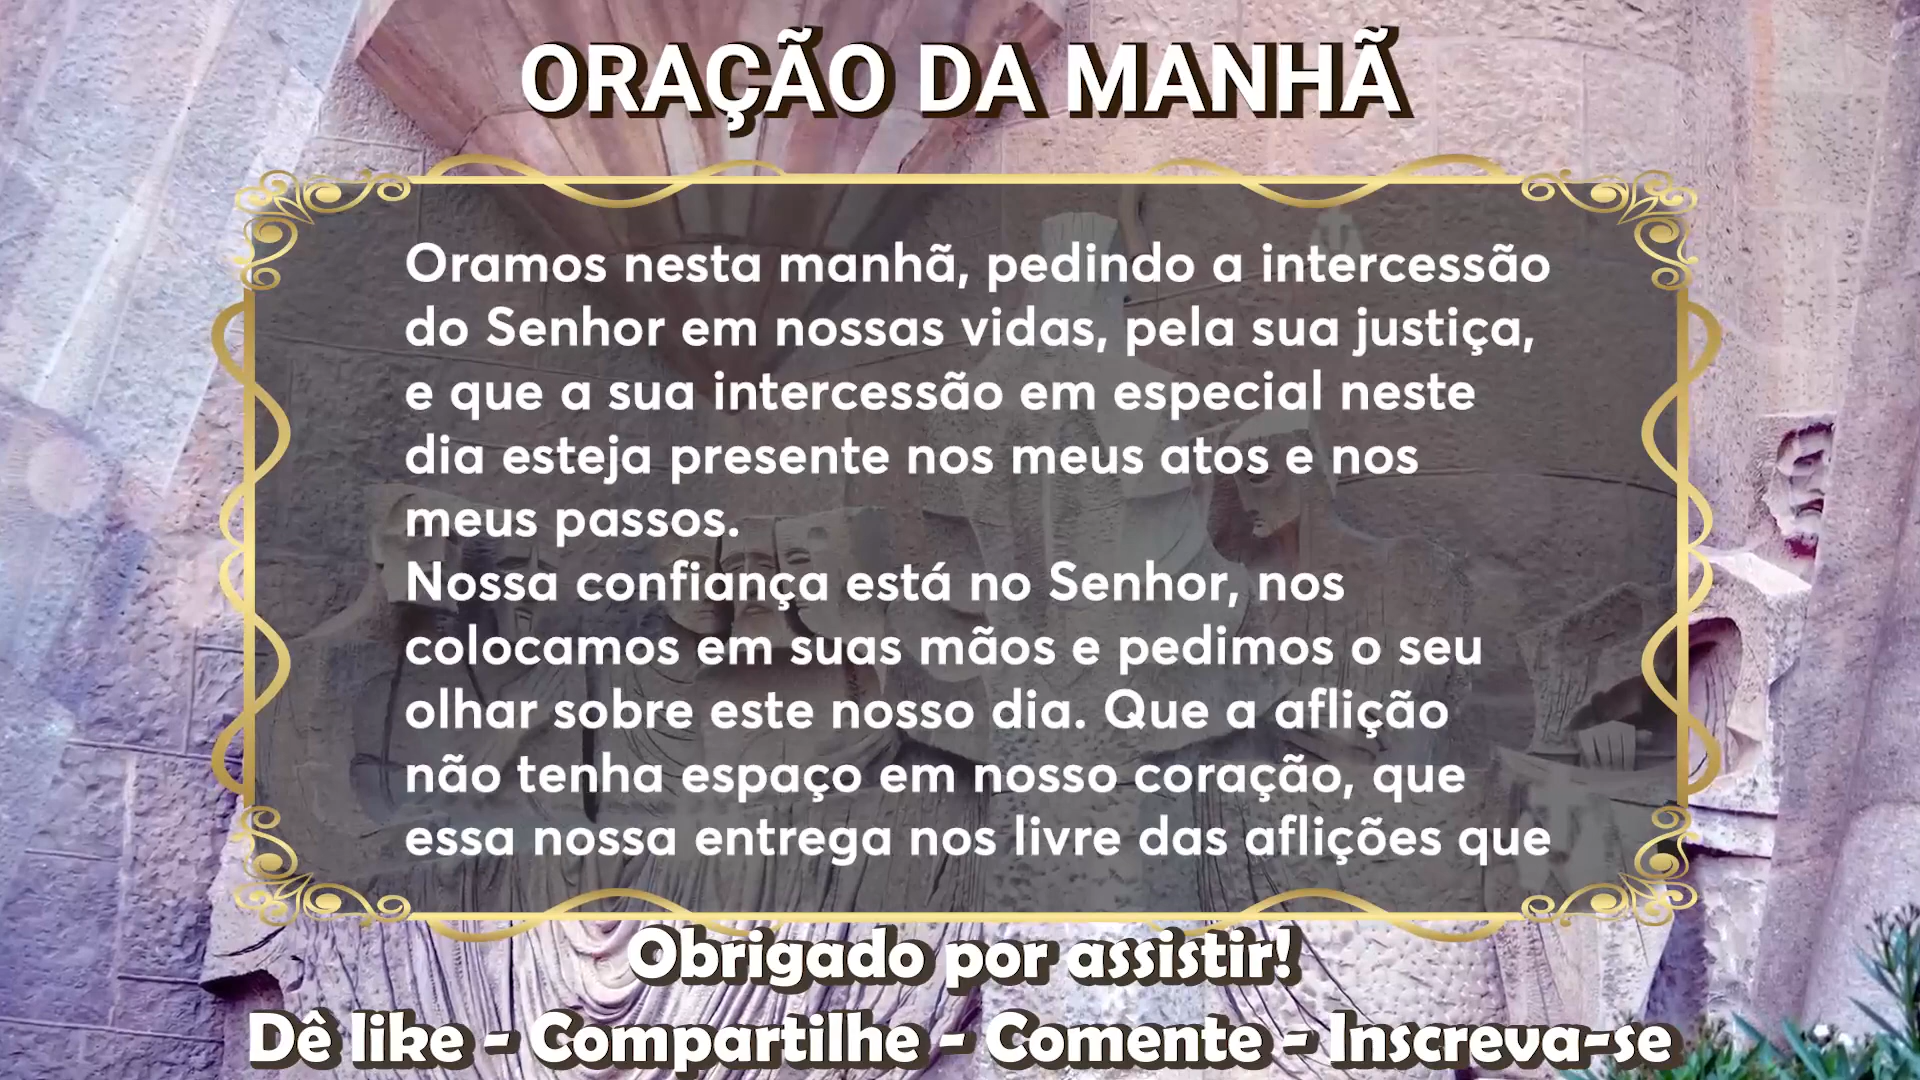 ORAÇÃO DA MANHÃ
Oramos nesta manhã, pedindo a intercessão
do Senhor em nossas vidas, pela sua justiça,
e que a sua intercessão em especial neste
dia esteja presente nos meus atos e nos
meus passos.
Nossa confiança está no Senhor, nos
colocamos em suas mãos e pedimos o seu
olhar sobre este nosso dia. Que a aflição
não tenha espaço em nosso coração, que
essa nossa entrega nos livre das aflições que
Obrigado por assistir!
Dê like - Compartilhe - Comente - Inscreva-se